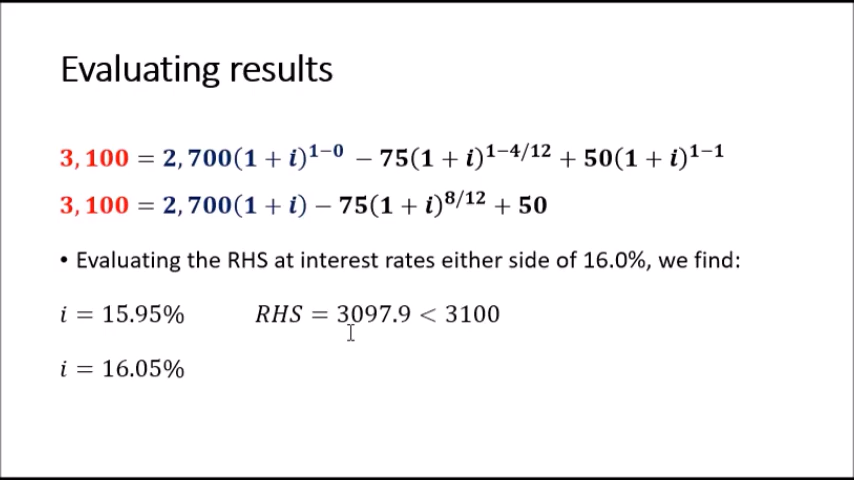 Evaluating results
3,100 = 2,700(1 + i)^{1−0} − 75(1 + i)^{1−4/12} + 50(1 + i)^{1−1}
3,100 = 2,700(1 + i) − 75(1 + i)^{8/12} + 50
• Evaluating the RHS at interest rates either side of 16.0%, we find:
i = 15.95% RHS = 3097.9 < 3100
i = 16.05%